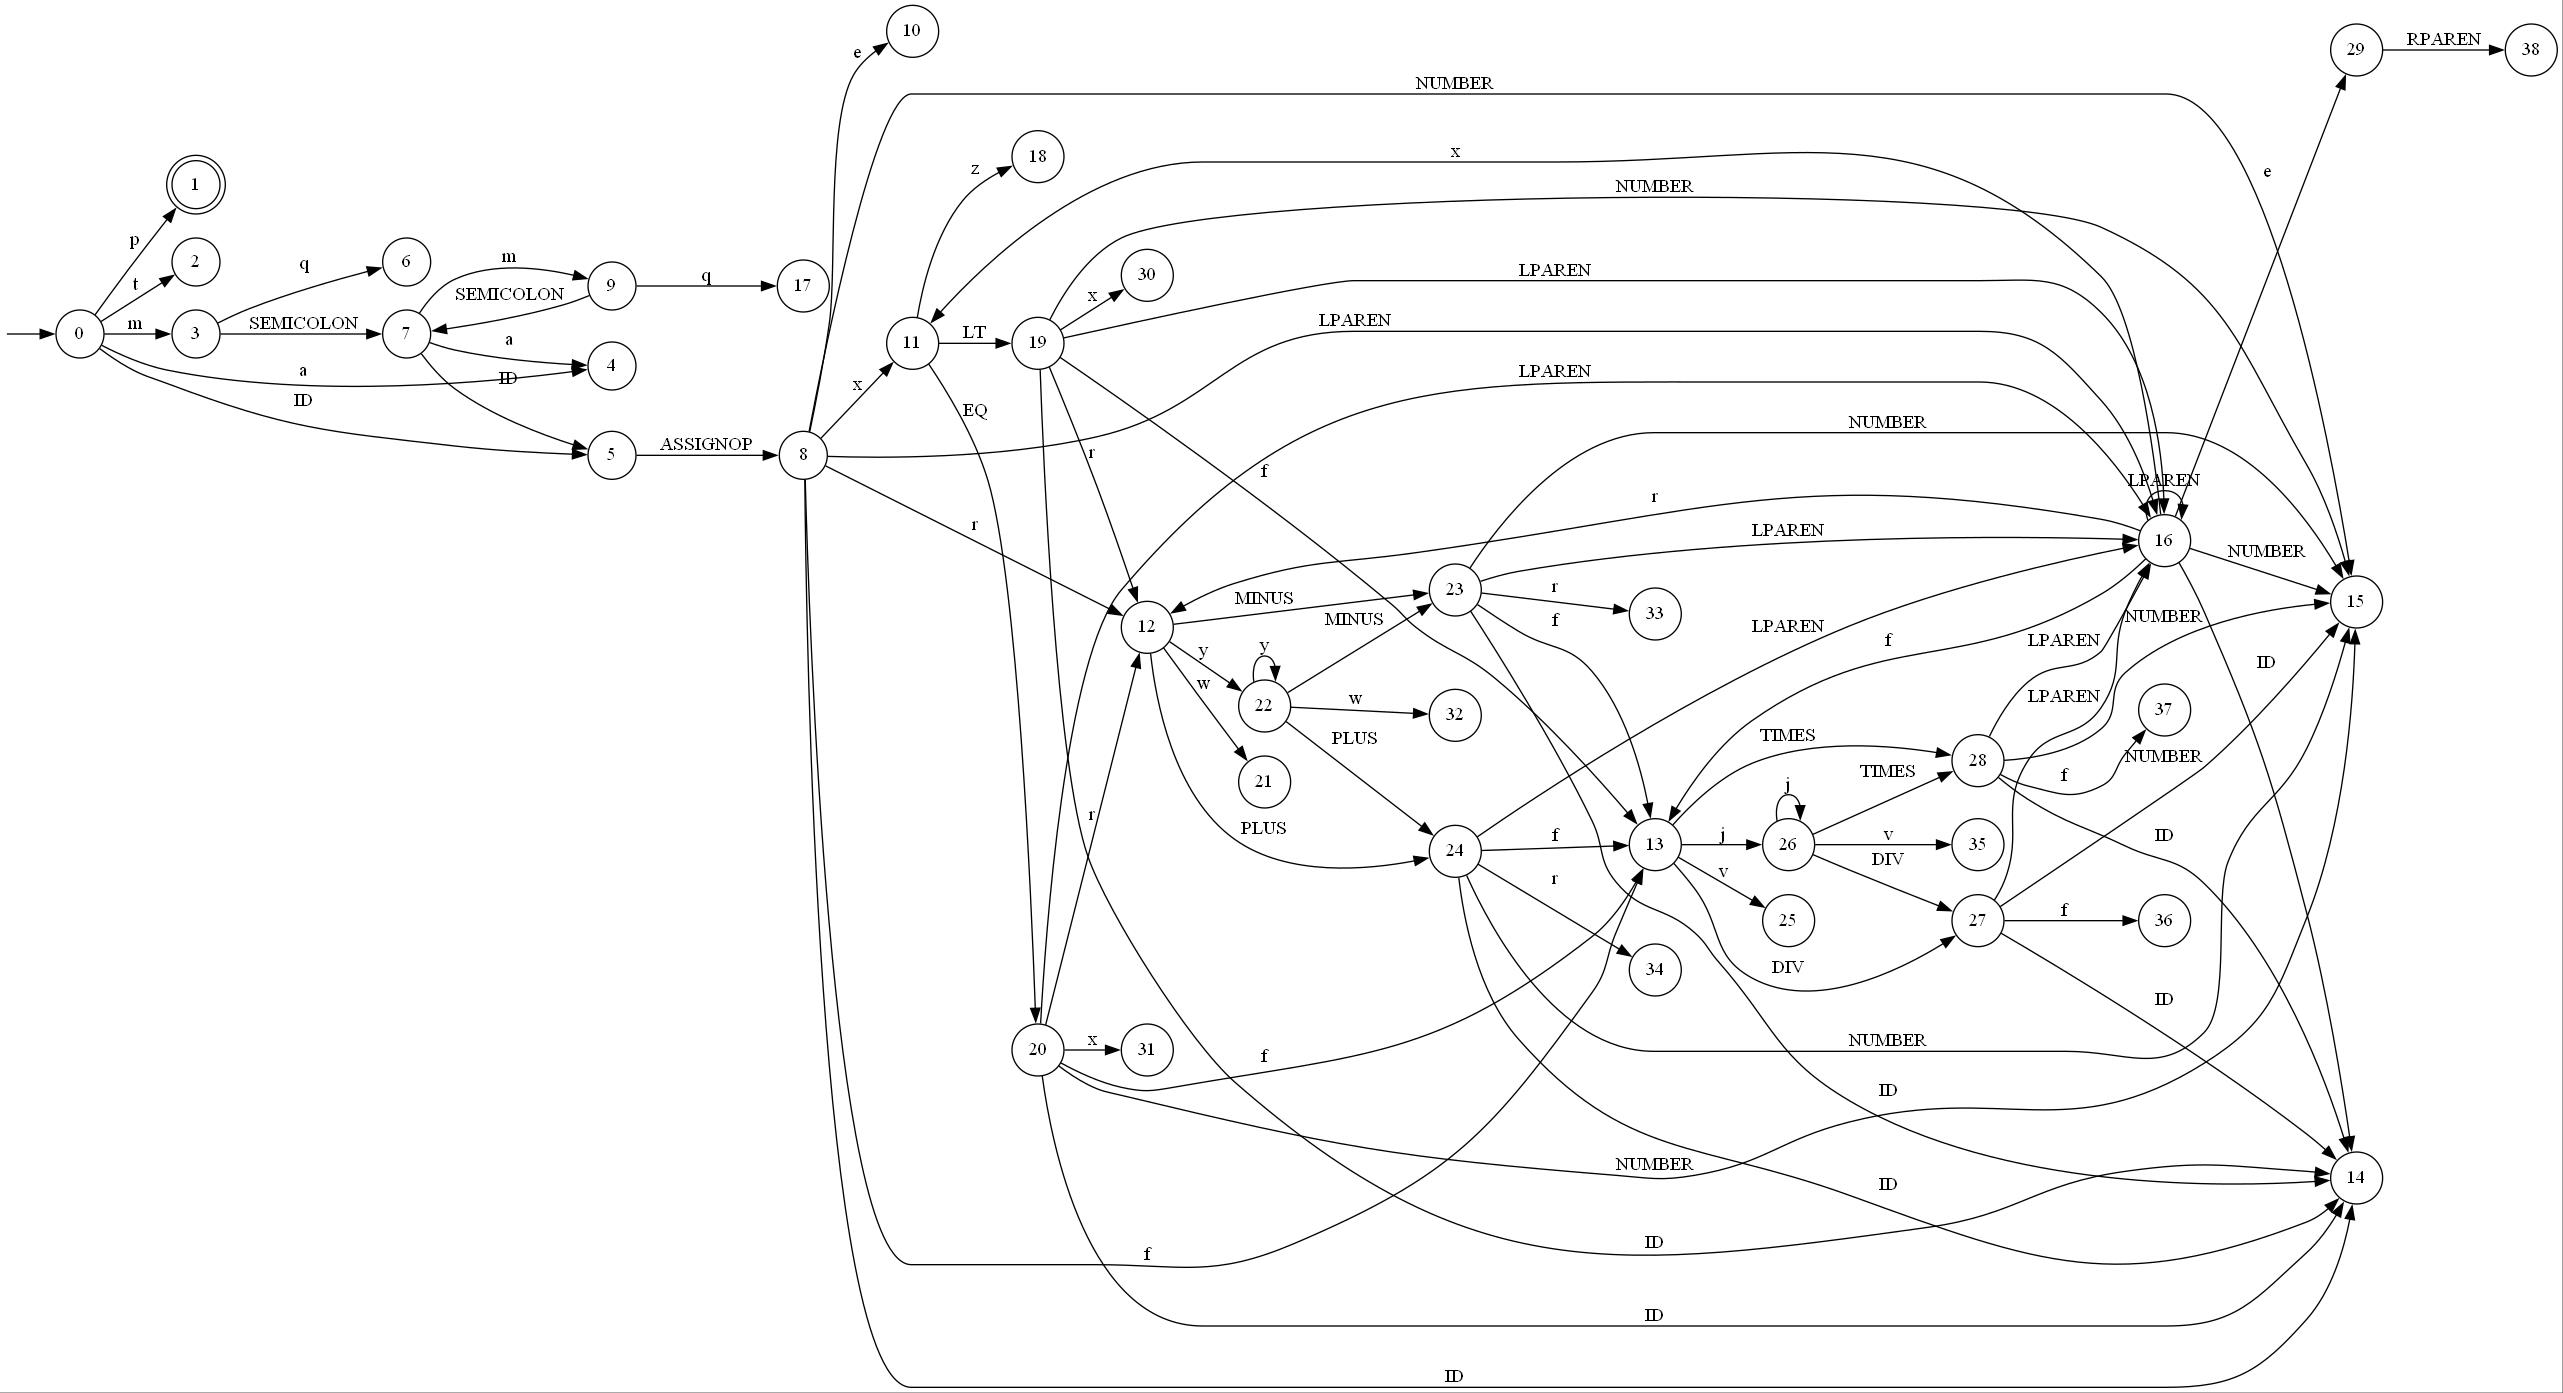 10
29
RPAREN
38
e
NUMBER
18
x
z
e
1
NUMBER
p
2
q
6
m
9
q
17
30
LPAREN
t
SEMICOLON
x
0
m
3
SEMICOLON
7
a
4
11
LT
19
LPAREN
a
ID
x
LPAREN
ID
EQ
NUMBER
5
ASSIGNOP
8
r
f
LPAREN
r
r
16
LPAREN
NUMBER
23
r
33
15
MINUS
12
MINUS
f
NUMBER
LPAREN
f
LPAREN
y
y
ID
w
22
w
32
LPAREN
37
PLUS
TIMES
NUMBER
21
TIMES
28
f
j
r
PLUS
24
f
13
j
26
v
35
ID
DIV
r
v
25
27
f
36
34
DIV
ID
20
x
31
f
NUMBER
ID
NUMBER
14
ID
f
ID
ID
ID